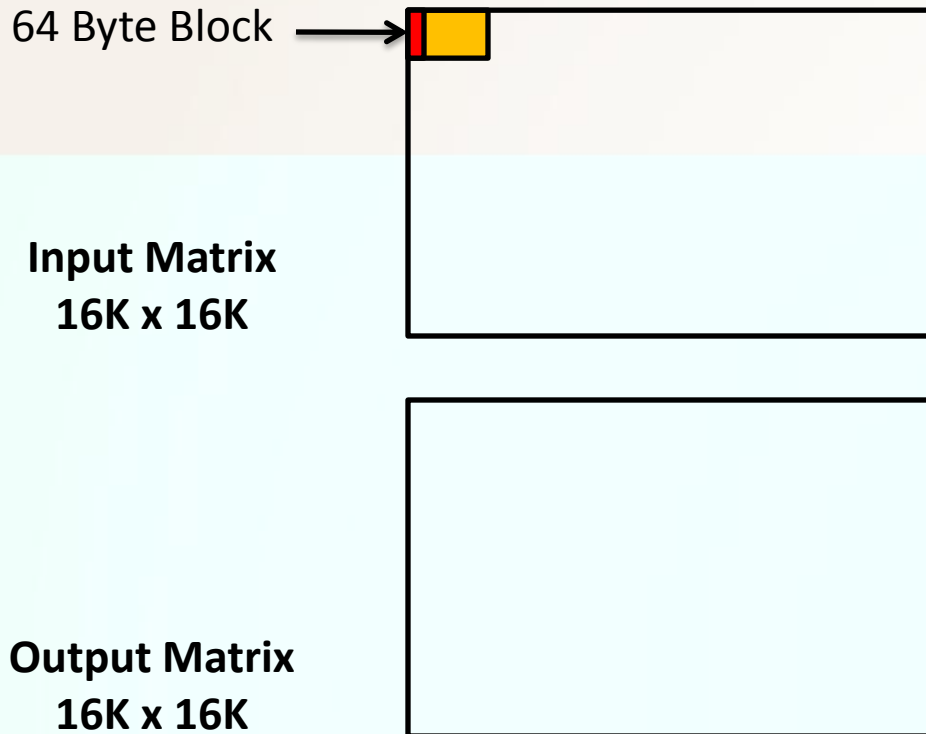 64 Byte Block
Input Matrix
16K x 16K
Output Matrix
16K x 16K